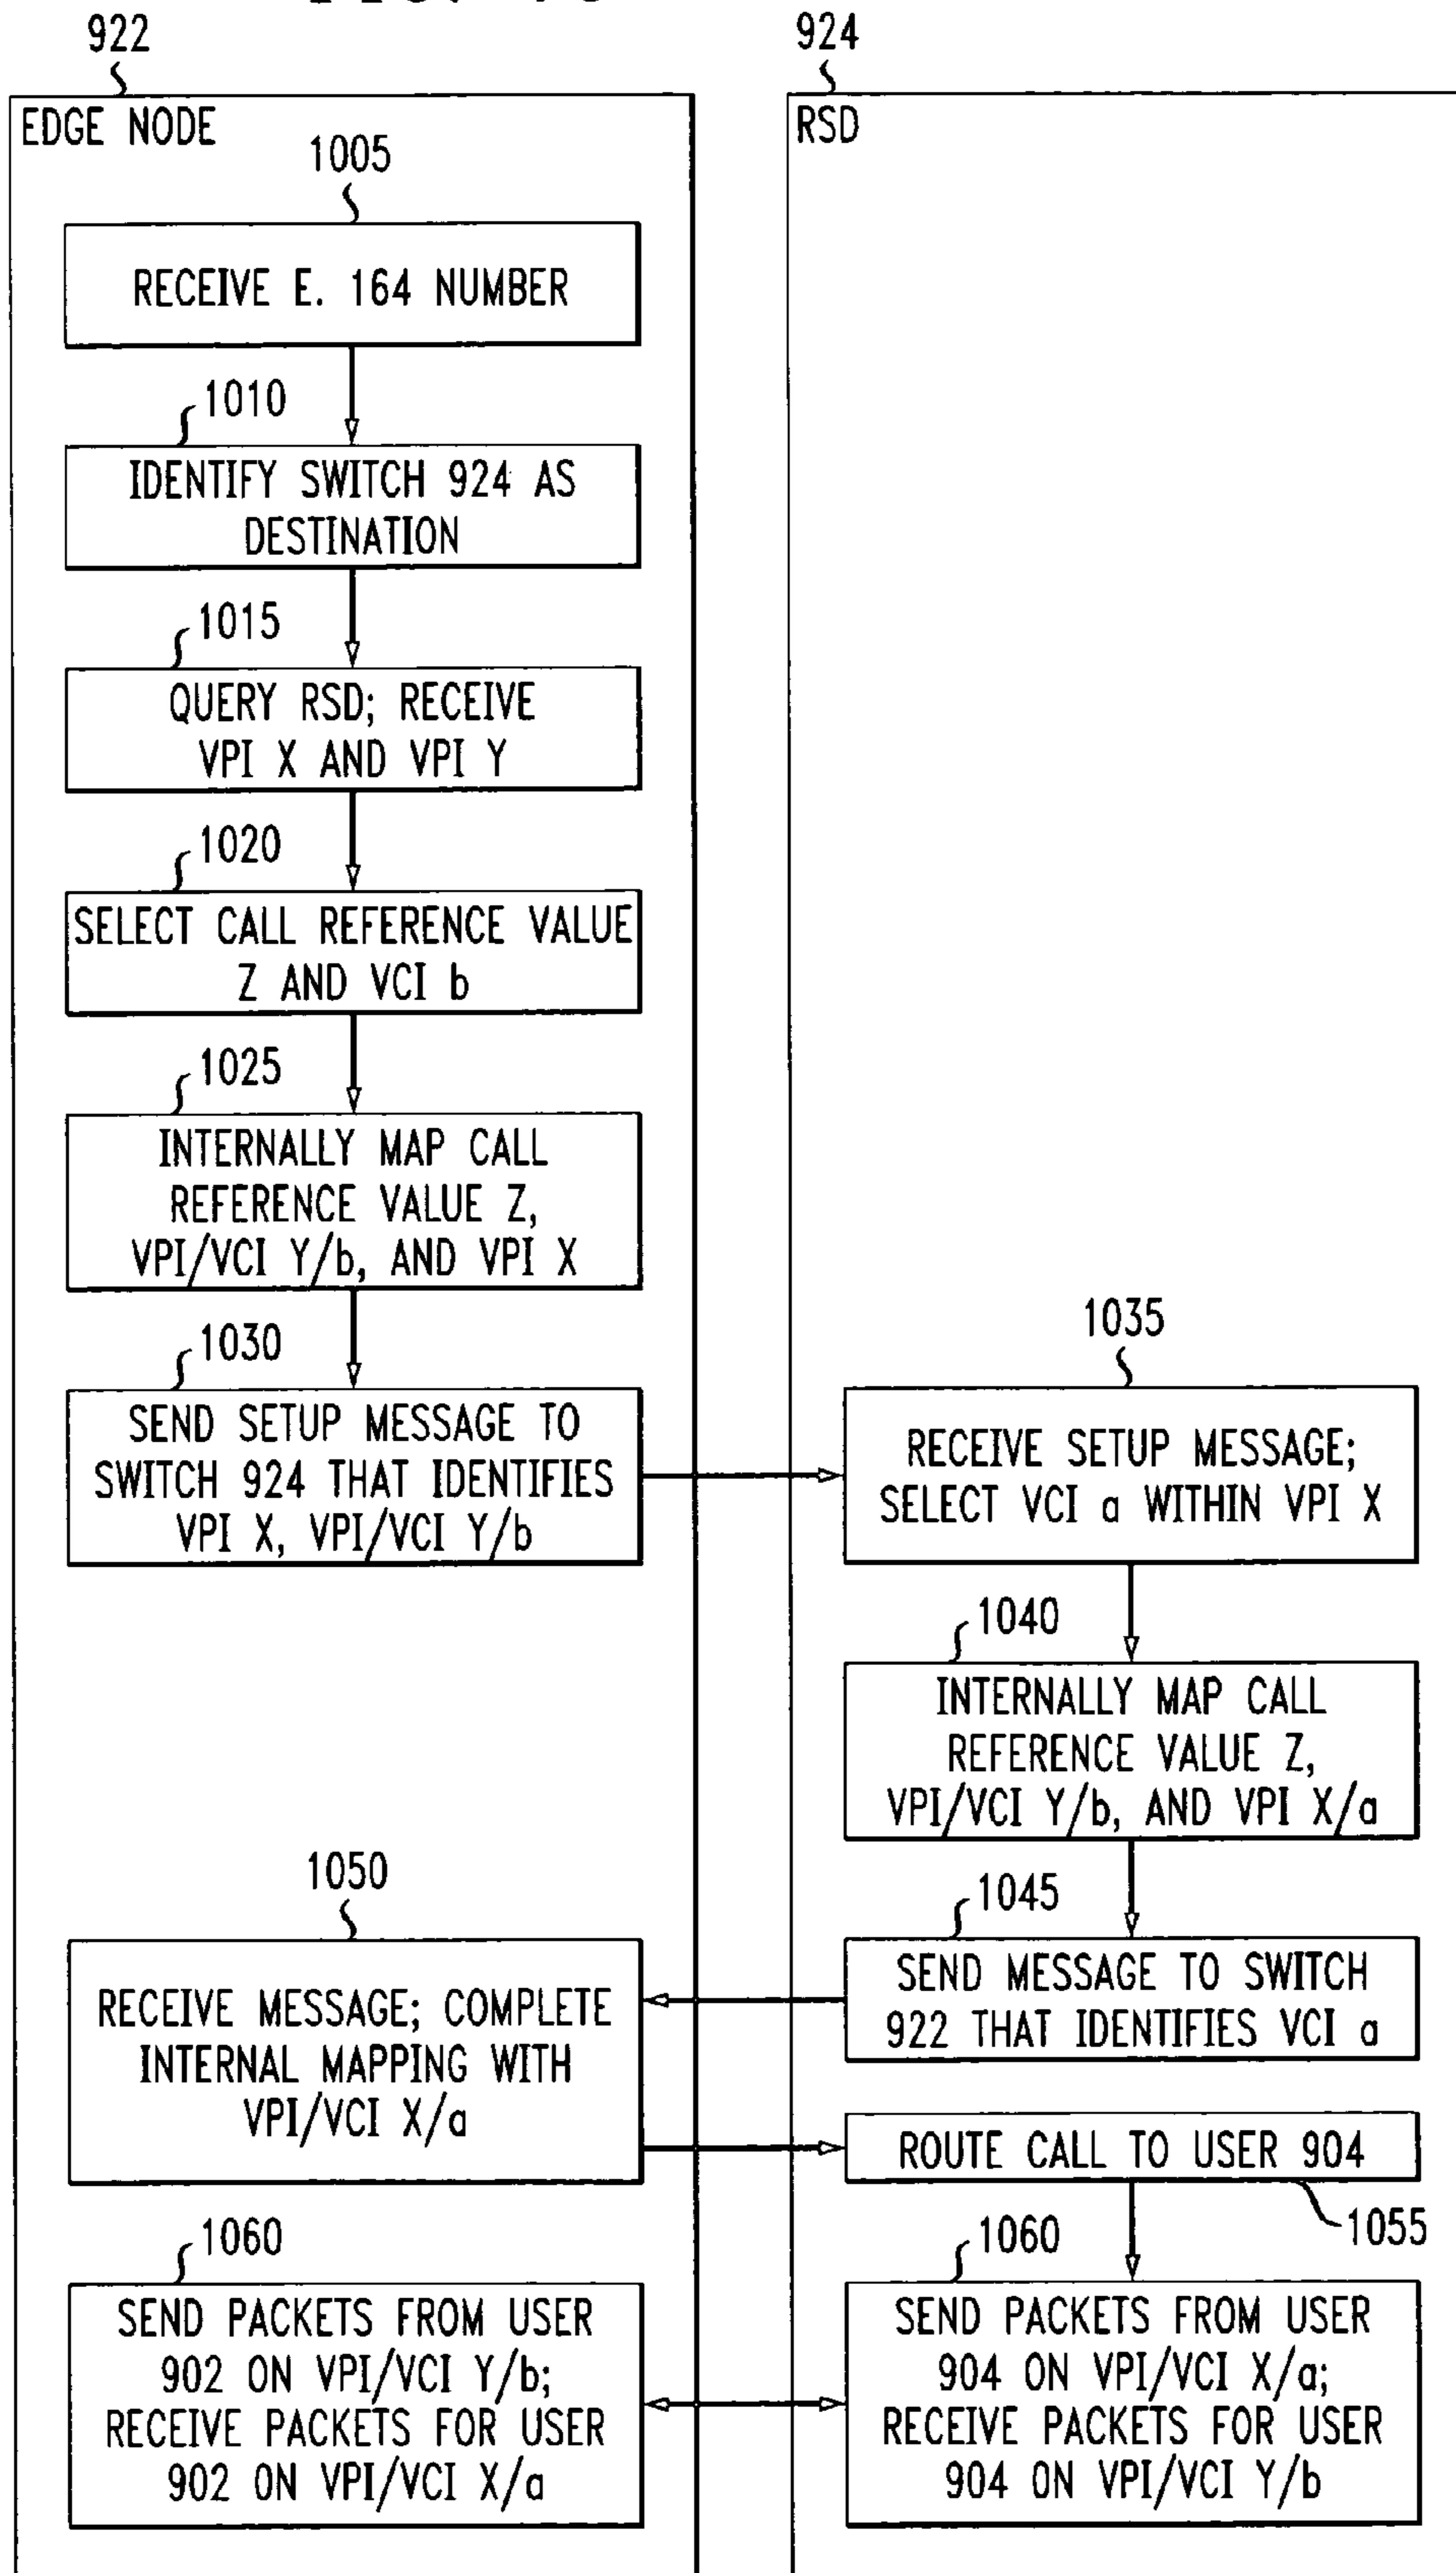 922
924
EDGE NODE
RSD
1005
RECEIVE E. 164 NUMBER
1010
IDENTIFY SWITCH 924 AS
DESTINATION
1015
QUERY RSD; RECEIVE
VPI X AND VPI Y
1020
SELECT CALL REFERENCE VALUE
Z AND VCI b
1025
INTERNALLY MAP CALL
REFERENCE VALUE Z,
VPI/VCI Y/b, AND VPI X
1030
SEND SETUP MESSAGE TO
SWITCH 924 THAT IDENTIFIES
VPI X, VPI/VCI Y/b
1035
RECEIVE SETUP MESSAGE;
SELECT VCI a WITHIN VPI X
1040
INTERNALLY MAP CALL
REFERENCE VALUE Z,
VPI/VCI Y/b, AND VPI X/a
1045
SEND MESSAGE TO SWITCH
922 THAT IDENTIFIES VCI a
1050
RECEIVE MESSAGE; COMPLETE
INTERNAL MAPPING WITH
VPI/VCI X/a
ROUTE CALL TO USER 904
1055
1060
SEND PACKETS FROM USER
902 ON VPI/VCI Y/b;
RECEIVE PACKETS FOR USER
902 ON VPI/VCI X/a
1060
SEND PACKETS FROM USER
904 ON VPI/VCI X/a;
RECEIVE PACKETS FOR USER
904 ON VPI/VCI Y/b